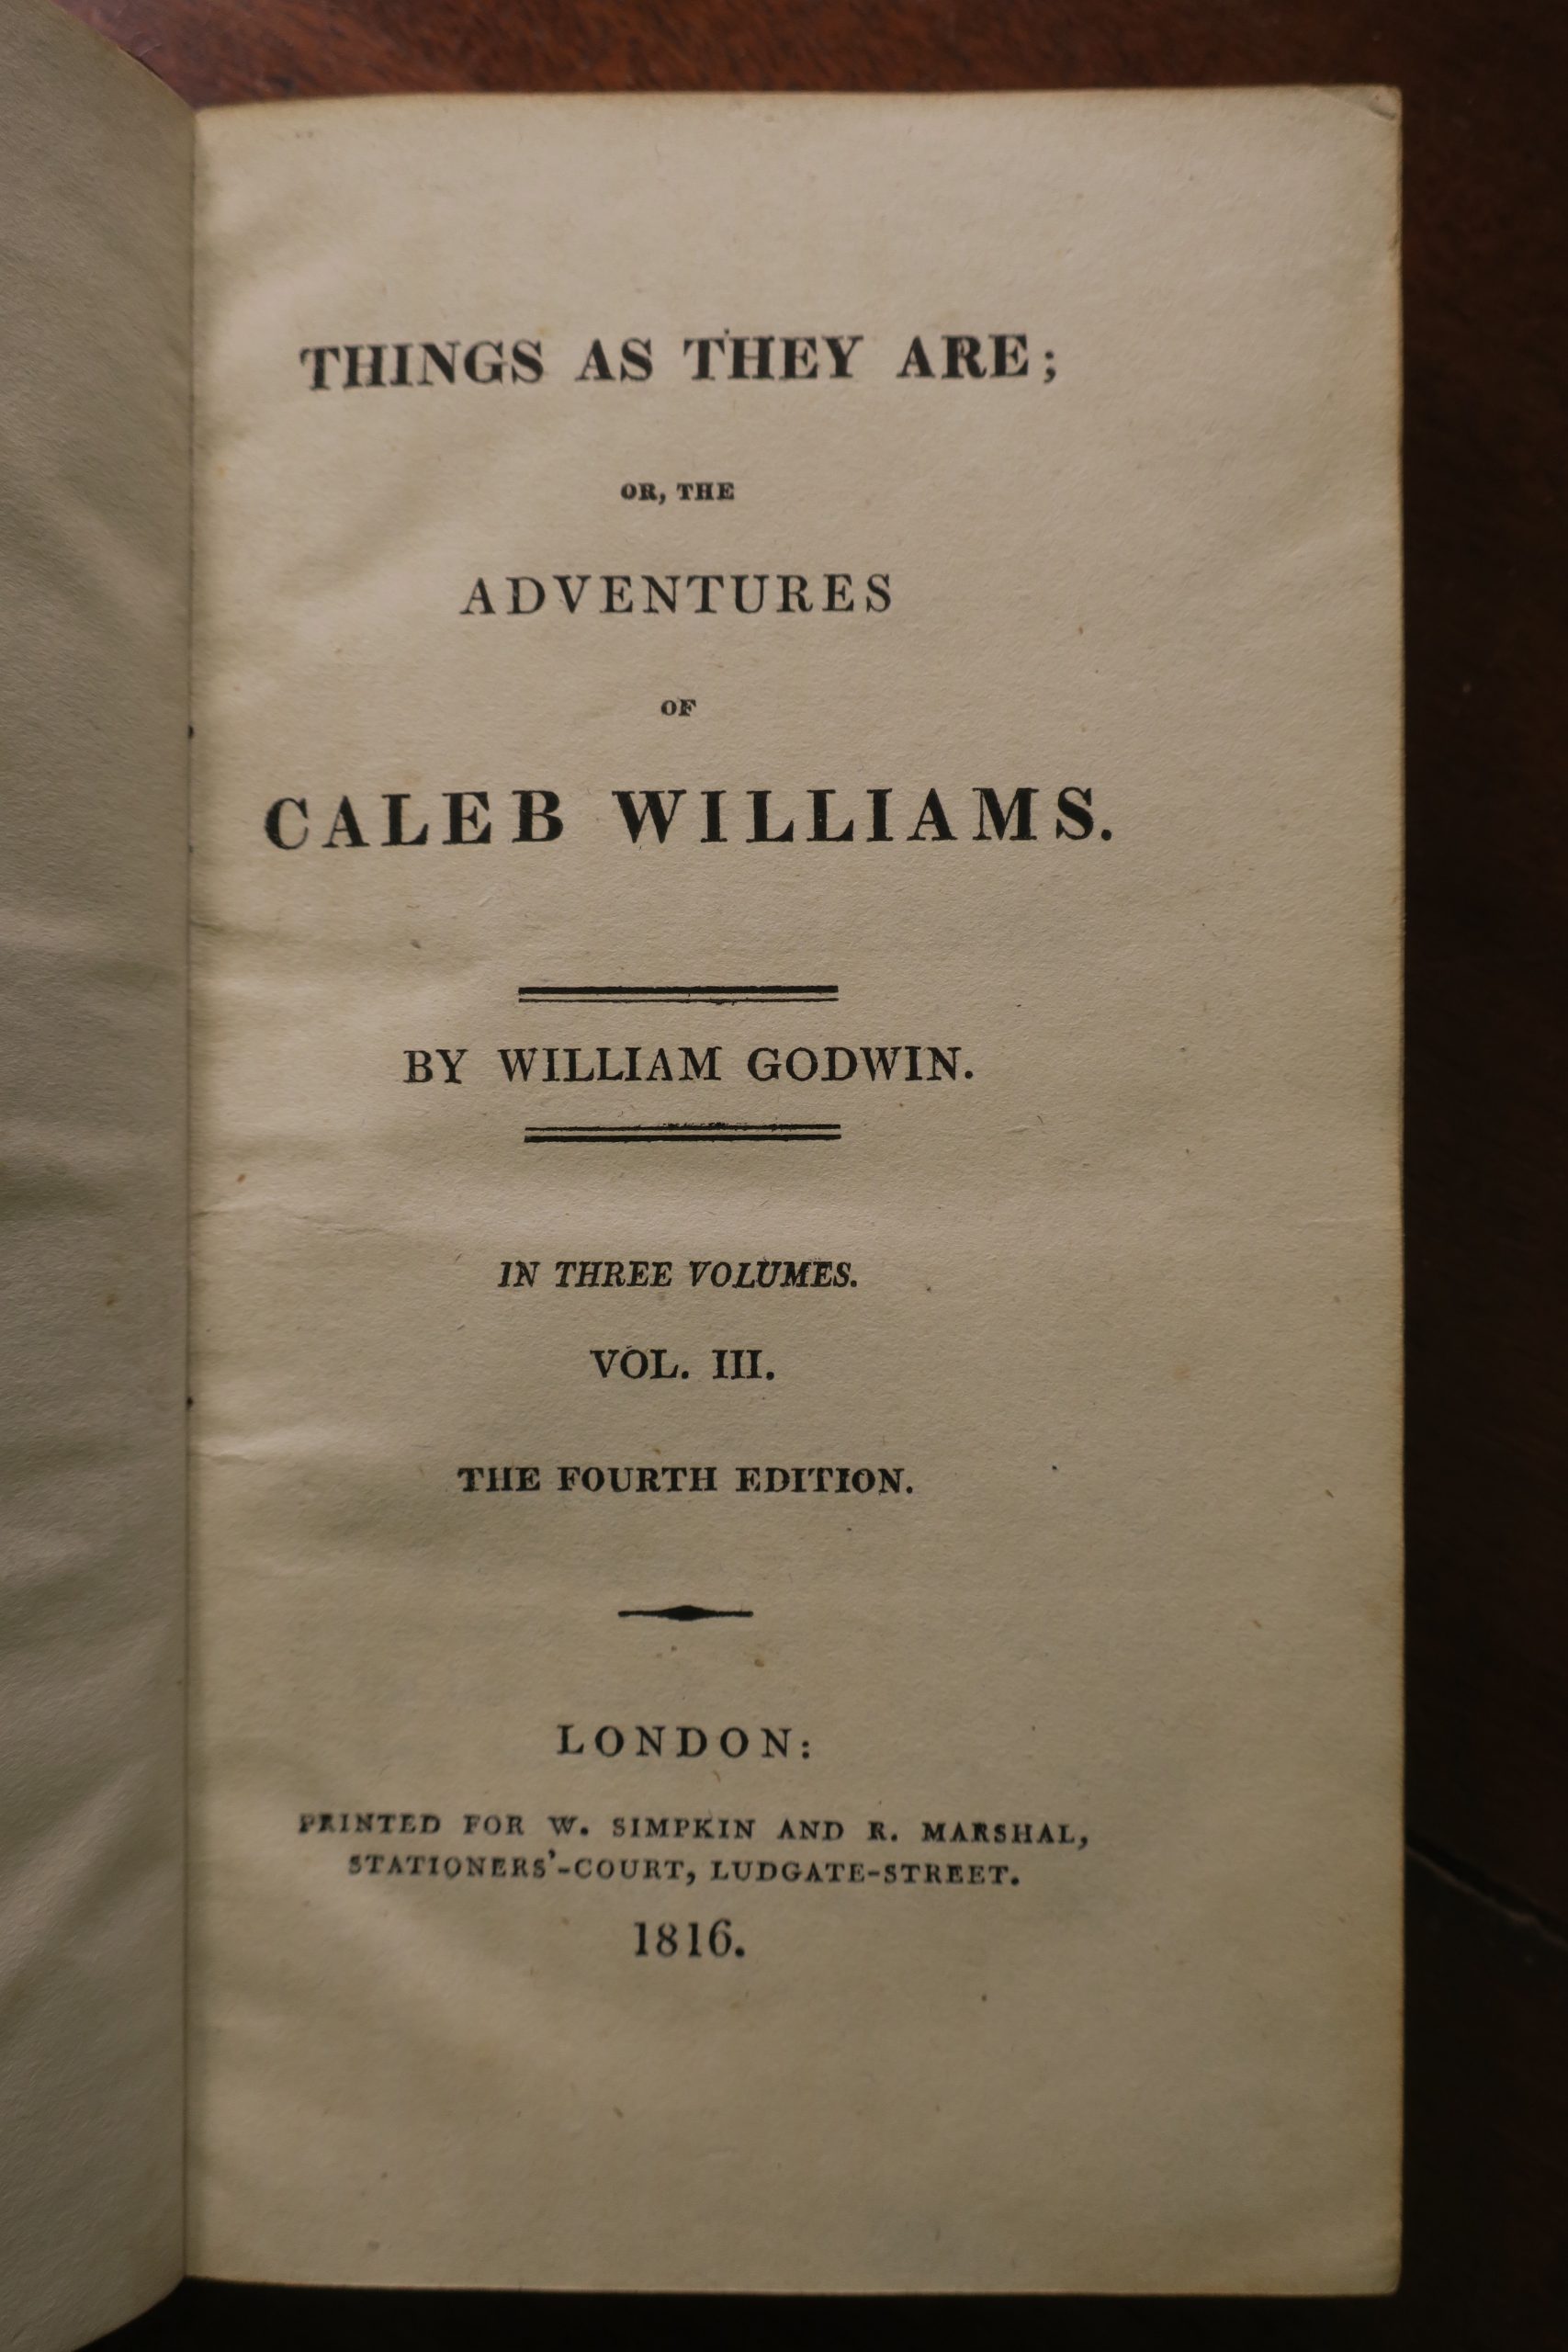 THINGS AS THEY ARE;
OR, THE
ADVENTURES
OF
CALEB WILLIAMS.
BY WILLIAM GODWIN.
IN THREE VOLUMES.
VOL. III.
THE FOURTH EDITION.
LONDON:
PRINTED FOR W. SIMPKIN AND R. MARSHAL,
STATIONERS'-COURT, LUDGATE-STREET.
1816.